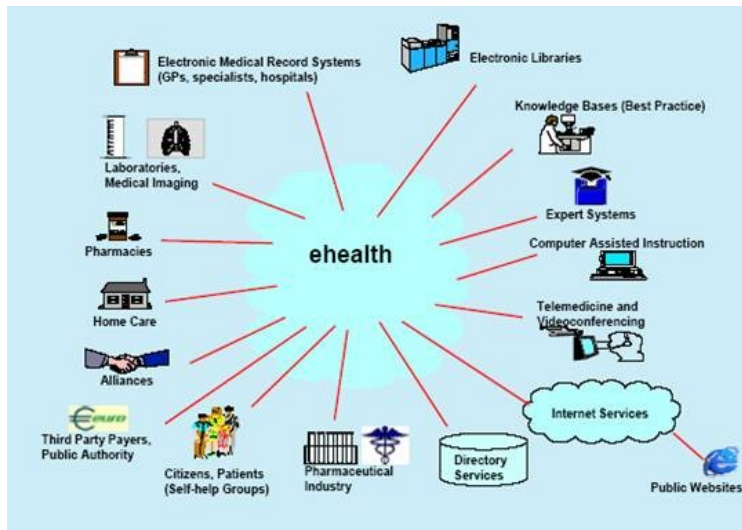 Electronic Medical Record Systems
(GPs, specialists, hospitals)
Electronic Libraries
Knowledge Bases (Best Practice)
Laboratories,
Medical Imaging
Expert Systems
Pharmacies
ehealth
Computer Assisted Instruction
Home Care
Telemedicine and
Videoconferencing
Alliances
euro
Third Party Payers,
Public Authority
Citizens, Patients
(Self-help Groups)
Pharmaceutical
Industry
Directory
Services
Internet Services
Public Websites